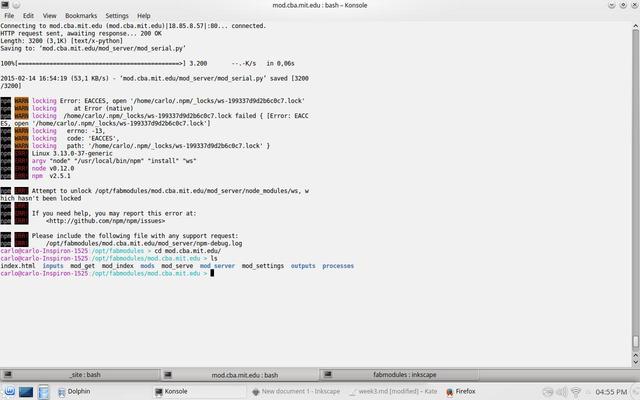 mod.cba.mit.edu : bash – Konsole
File Edit View Bookmarks Settings Help
Connecting to mod.cba.mit.edu (mod.cba.mit.edu)|18.85.8.57|:80... connected.
HTTP request sent, awaiting response... 200 OK
Length: 3200 (3,1K) [text/x-python]
Saving to: ‘mod.cba.mit.edu/mod_server/mod_serial.py’
100%[===========================================>] 3.200 --.-K/s in 0,06s
2015-02-14 16:54:19 (53,1 KB/s) - ‘mod.cba.mit.edu/mod_server/mod_serial.py’ saved [3200
/3200]
npm WARN locking Error: EACCES, open '/home/carlo/.npm/_locks/ws-199337d9d2b6c0c7.lock'
npm WARN locking at Error (native)
npm WARN locking /home/carlo/.npm/_locks/ws-199337d9d2b6c0c7.lock failed { [Error: EACC
ES, open '/home/carlo/.npm/_locks/ws-199337d9d2b6c0c7.lock']
npm WARN locking errno: -13,
npm WARN locking code: 'EACCES',
npm WARN locking path: '/home/carlo/.npm/_locks/ws-199337d9d2b6c0c7.lock' }
npm ERR! Linux 3.13.0-37-generic
npm ERR! argv "node" "/usr/local/bin/npm" "install" "ws"
npm ERR! node v0.12.0
npm ERR! npm v2.5.1
npm ERR! Attempt to unlock /opt/fabmodules/mod.cba.mit.edu/mod_server/node_modules/ws, w
hich hasn't been locked
npm ERR!
npm ERR! If you need help, you may report this error at:
npm ERR! <http://github.com/npm/npm/issues>
npm ERR! Please include the following file with any support request:
npm ERR! /opt/fabmodules/mod.cba.mit.edu/mod_server/npm-debug.log
carlo@carlo-Inspiron-1525:/opt/fabmodules > cd mod.cba.mit.edu/
carlo@carlo-Inspiron-1525:/opt/fabmodules/mod.cba.mit.edu > ls
index.html inputs mod_get mod_index mods mod_serve mod_server mod_settings outputs processes
carlo@carlo-Inspiron-1525:/opt/fabmodules/mod.cba.mit.edu >
_site : bash mod.cba.mit.edu : bash fabmodules : inkscape
Dolphin Konsole New document 1 - Inkscape week3.md [modified] – Kate Firefox 04:55 PM